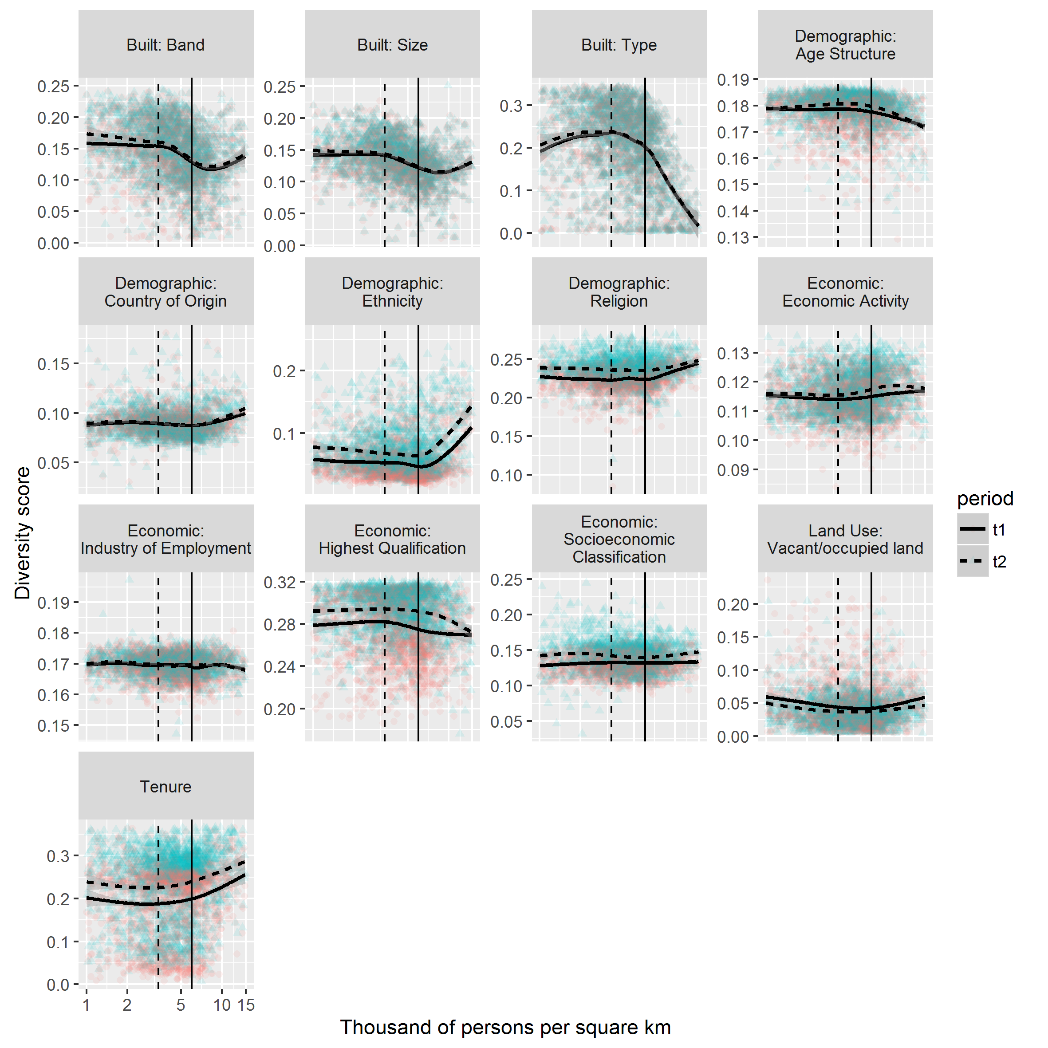 Built: Band
Built: Size
Built: Type
Demographic:
Age Structure
0.25
0.20
0.15
0.10
0.05
0.00
0.25
0.20
0.15
0.10
0.05
0.00
0.3
0.2
0.1
0.0
0.19
0.18
0.17
0.16
0.15
0.14
0.13
Demographic:
Country of Origin
Demographic:
Ethnicity
Demographic:
Religion
Economic:
Economic Activity
0.15
0.10
0.05
0.2
0.1
0.25
0.20
0.15
0.10
0.13
0.12
0.11
0.10
0.09
Economic:
Industry of Employment
Economic:
Highest Qualification
Economic:
Socioeconomic
Classification
Land Use:
Vacant/occupied land
0.19
0.18
0.17
0.16
0.15
0.32
0.28
0.24
0.20
0.25
0.20
0.15
0.10
0.05
0.20
0.15
0.10
0.05
0.00
Tenure
0.3
0.2
0.1
0.0
1
2
5
10
15
Diversity score
Thousand of persons per square km
period
t1
t2